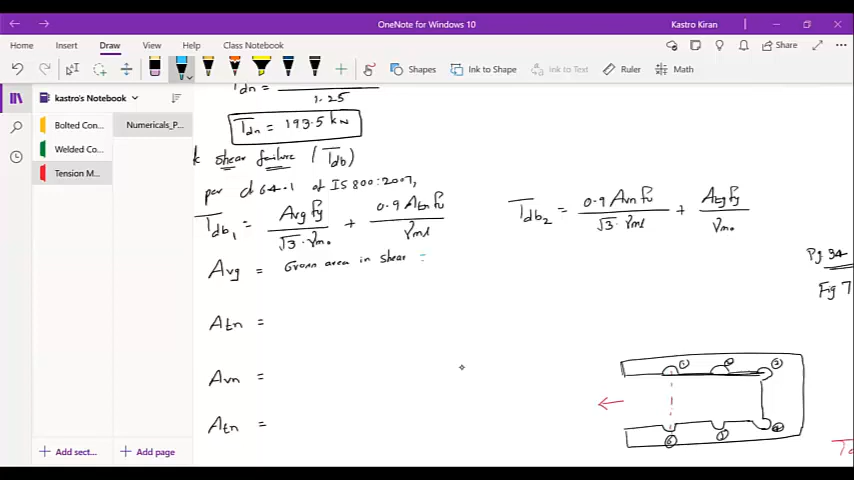 OneNote for Windows 10
Kastro Kiran
Home Insert Draw View Help Class Notebook
Share
Shapes Ink to Shape Ink to Text Ruler Math
kastro's Notebook
Bolted Con...
Welded Co...
Tension M...
Numericals_P...
Add sect...
Add page
Tdn =
1.25
Tdn = 193.5 kN
k shear failure (Tdb)
per cl 6.4.1 of IS 800:2007,
Tdb1 = Avg fy / √3 · γm0 + 0.9 Atn fu / γm1
Tdb2 = 0.9 Avn fu / √3 · γm1 + Atg fy / γm0
Avg = Gross area in shear =
Atn =
Avn =
Atn =
Pg. 34
Fig 7